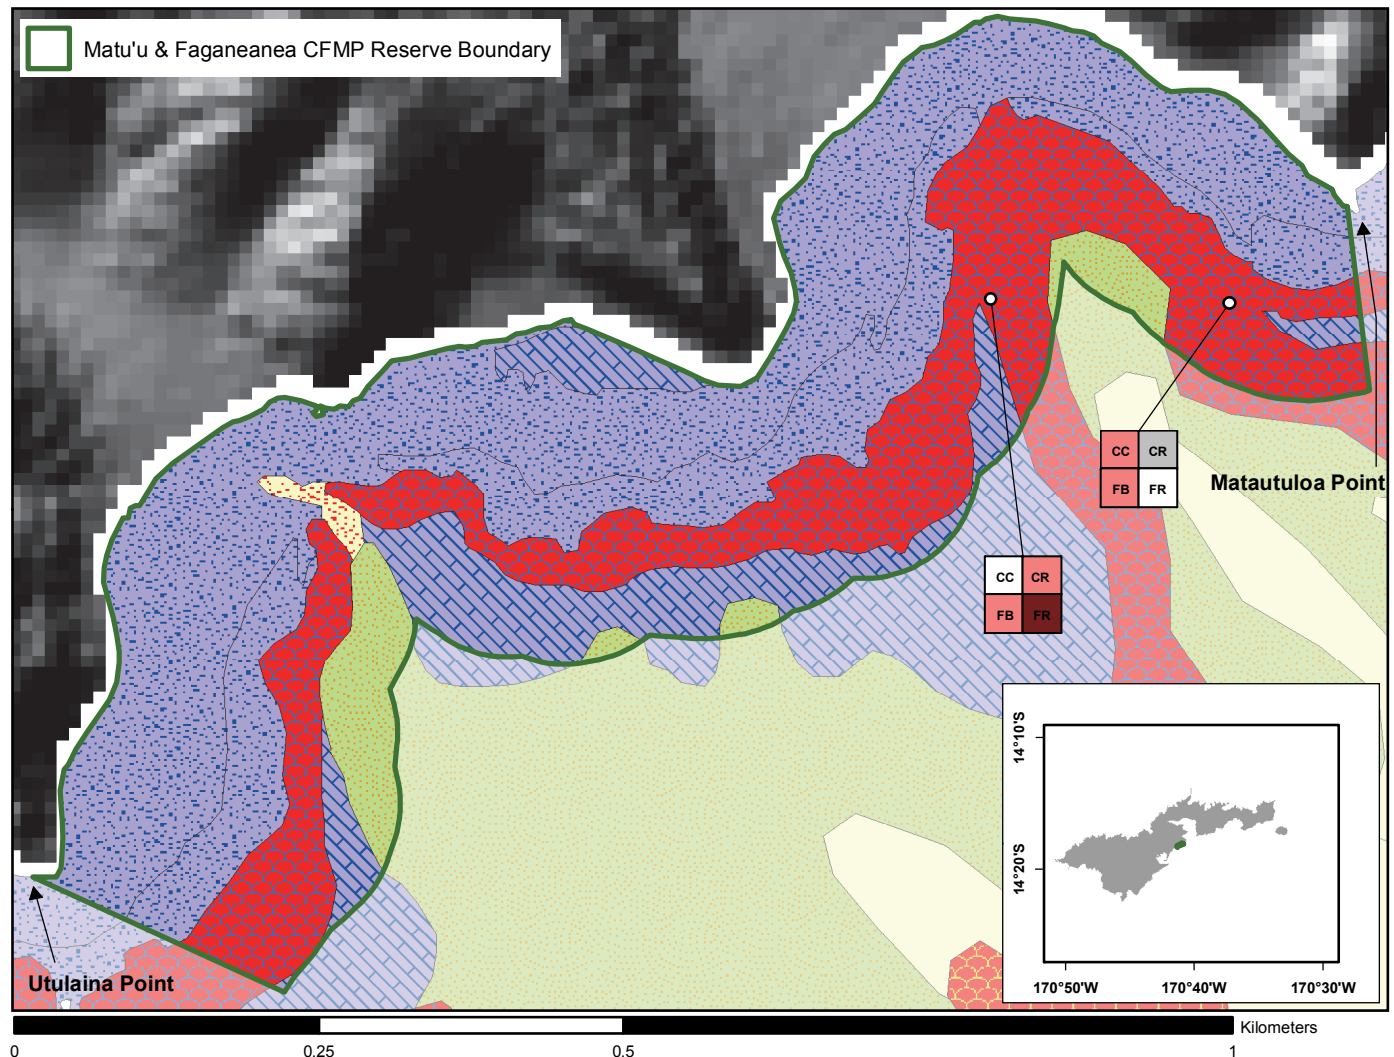 Matu'u & Faganeanea CFMP Reserve Boundary
CC CR
FB FR
Matautuloa Point
CC CR
FB FR
14°10'S
14°20'S
170°50'W 170°40'W 170°30'W
Utulaina Point
Kilometers
0 0.25 0.5 1